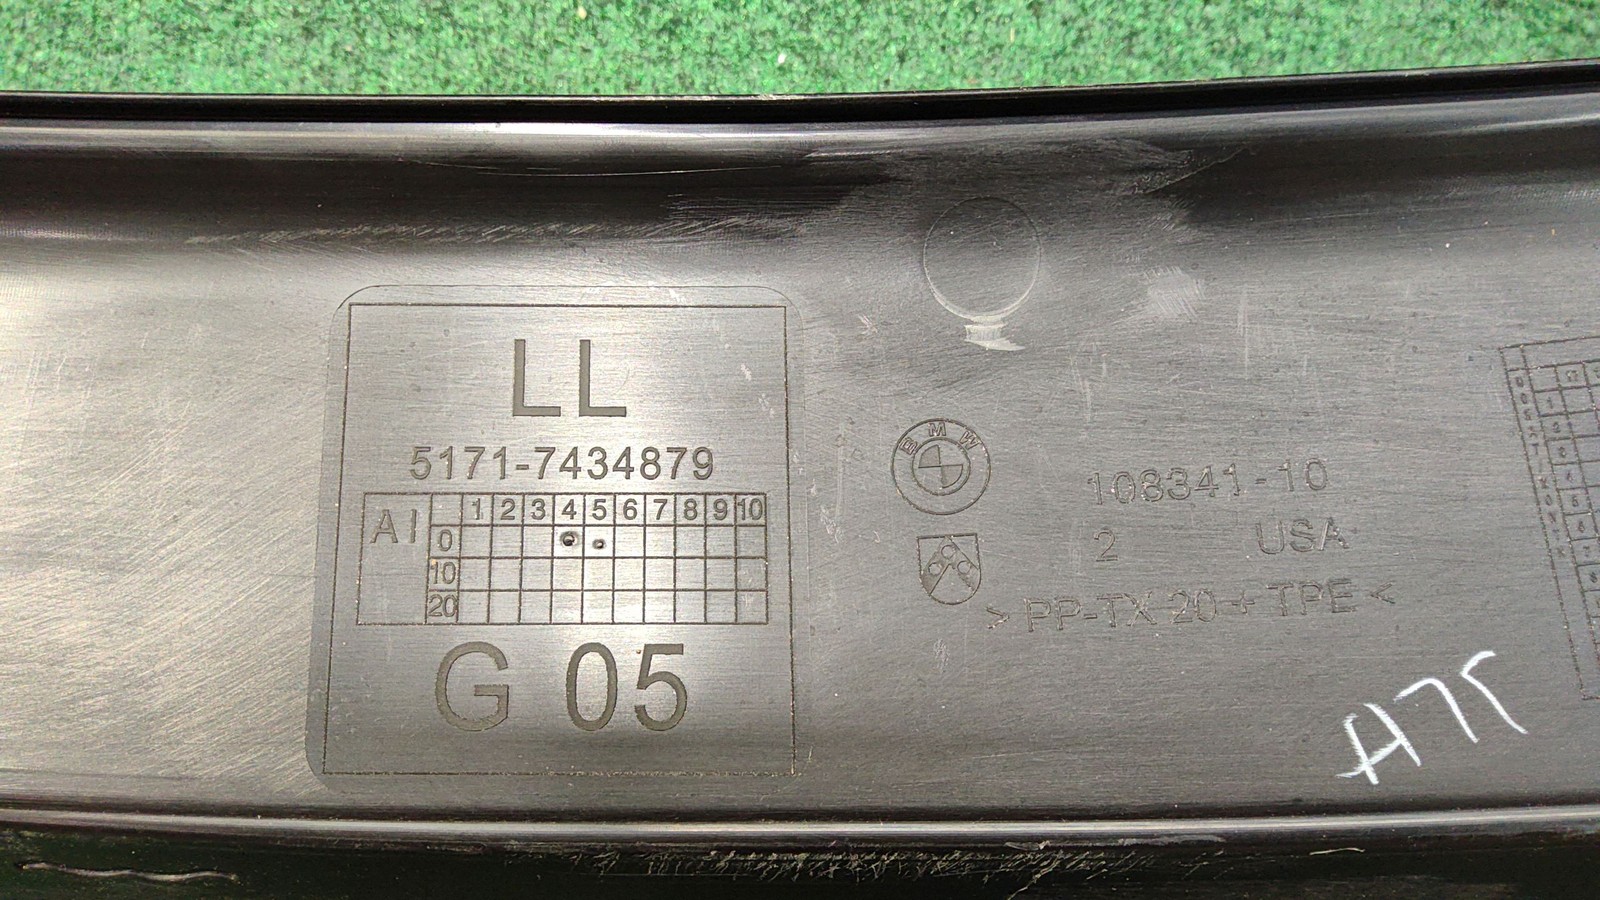 LL
5171-7434879
AI
1 2 3 4 5 6 7 8 9 10
0
10
20
G 05
BMW
108341-10
2 USA
> PP-TX 20 + TPE <